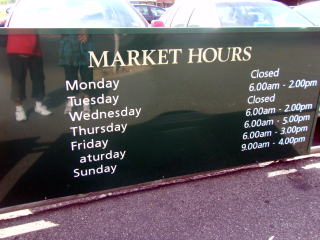 MARKET HOURS
Monday Closed
Tuesday 6.00am - 2.00pm
Wednesday Closed
Thursday 6.00am - 2.00pm
Friday 6.00am - 5.00pm
aturday 6.00am - 3.00pm
Sunday 9.00am - 4.00pm